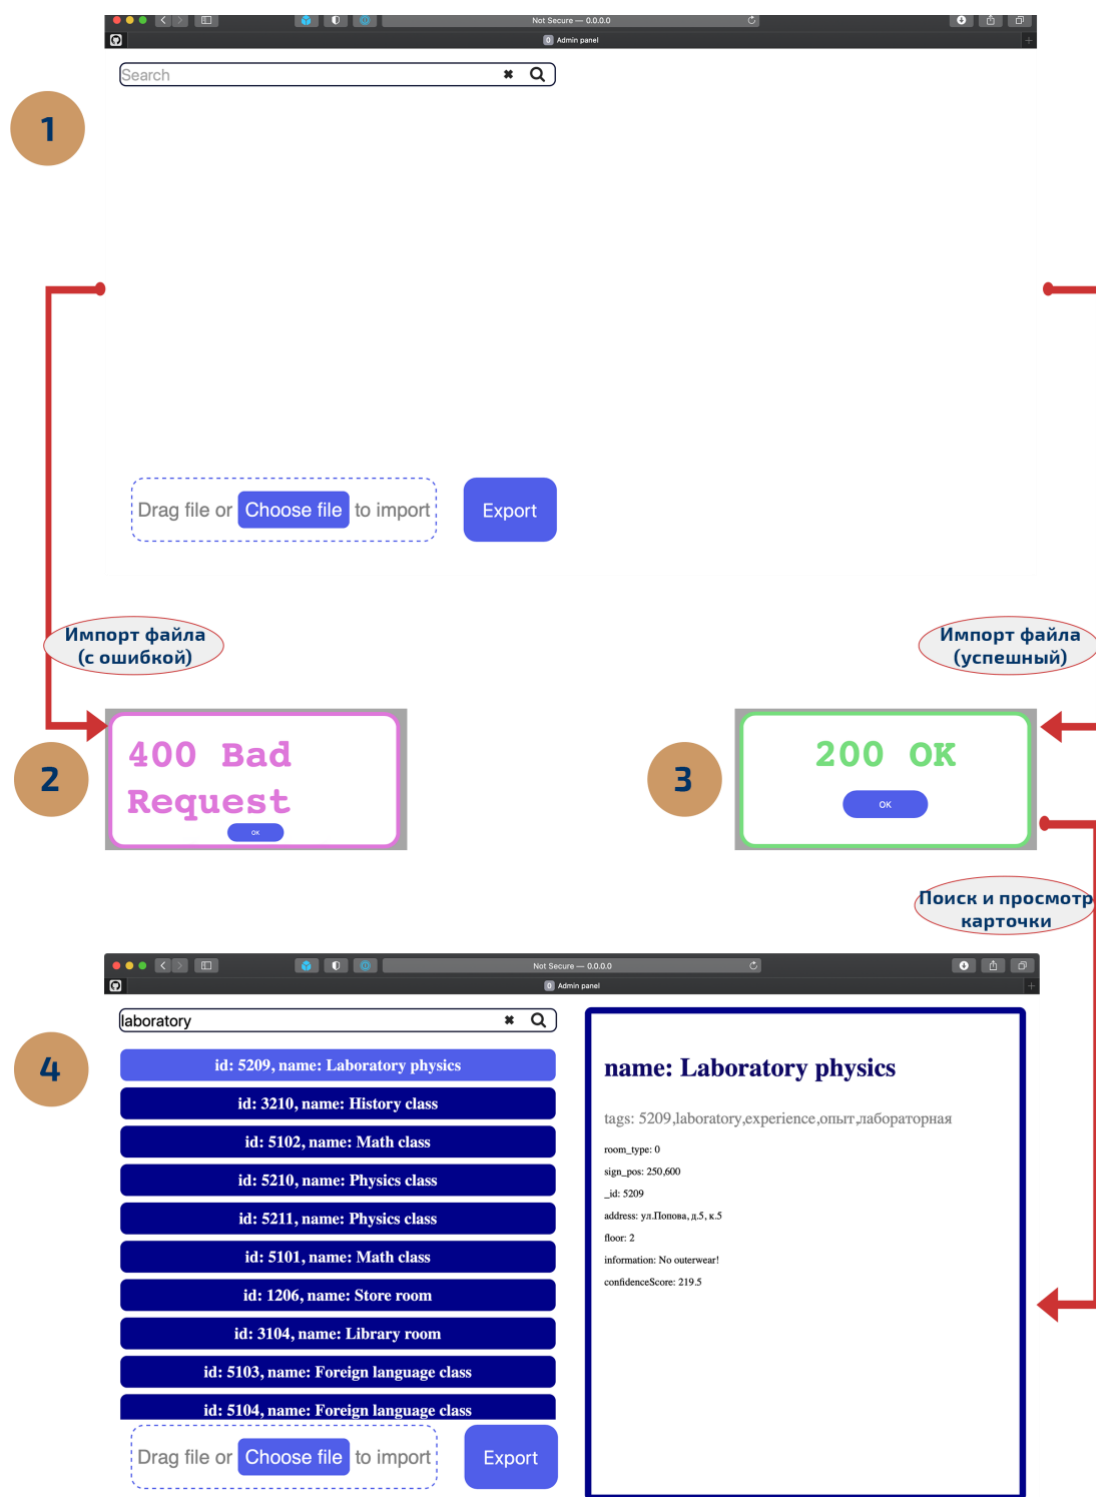 Not Secure — 0.0.0.0
0 Admin panel
Search
1
Drag file or Choose file to import
Export
Импорт файла
(с ошибкой)
Импорт файла
(успешный)
2
400 Bad
Request
OK
3
200 OK
OK
Поиск и просмотр
карточки
Not Secure — 0.0.0.0
0 Admin panel
4
laboratory
id: 5209, name: Laboratory physics
id: 3210, name: History class
id: 5102, name: Math class
id: 5210, name: Physics class
id: 5211, name: Physics class
id: 5101, name: Math class
id: 1206, name: Store room
id: 3104, name: Library room
id: 5103, name: Foreign language class
id: 5104, name: Foreign language class
Drag file or Choose file to import
Export
name: Laboratory physics
tags: 5209,laboratory,experience,опыт,лабораторная
room_type: 0
sign_pos: 250,600
_id: 5209
address: ул.Попова, д.5, к.5
floor: 2
information: No outerwear!
confidenceScore: 219.5